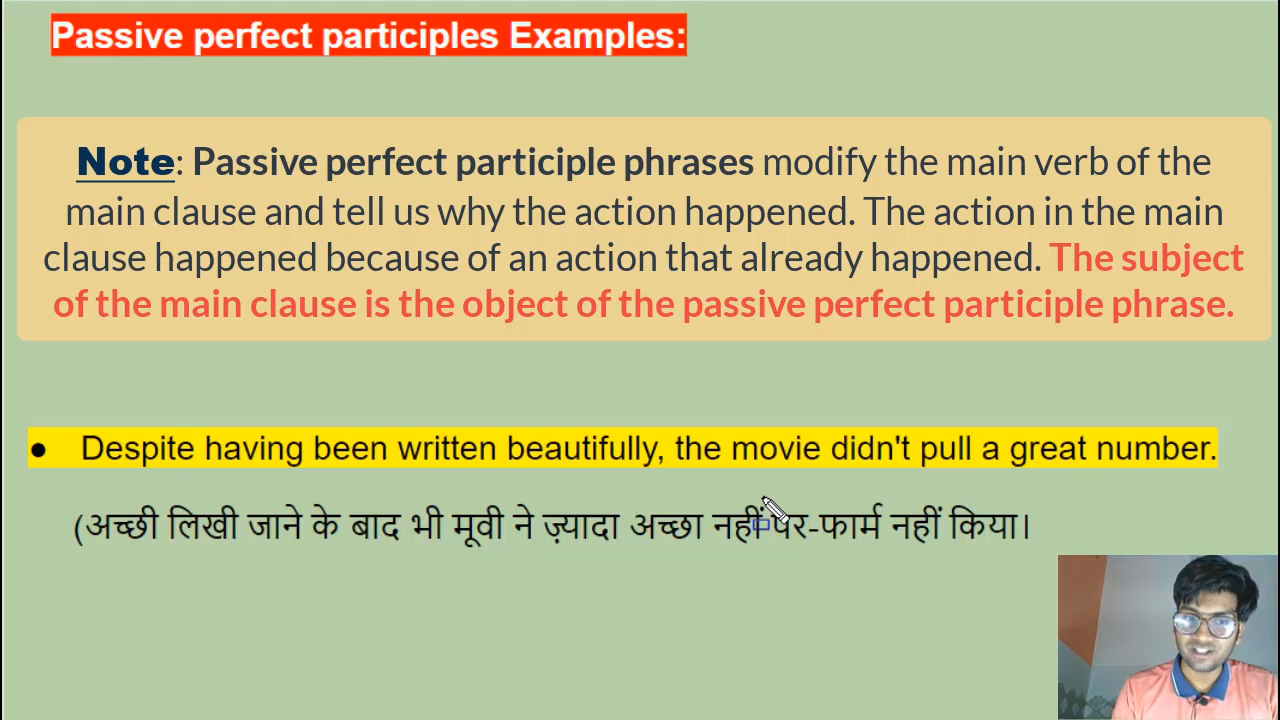 Passive perfect participles Examples:
Note: Passive perfect participle phrases modify the main verb of the
main clause and tell us why the action happened. The action in the main
clause happened because of an action that already happened. The subject
of the main clause is the object of the passive perfect participle phrase.
● Despite having been written beautifully, the movie didn't pull a great number.
(अच्छी लिखी जाने के बाद भी मूवी ने ज़्यादा अच्छा नहीं पर-फार्म नहीं किया।